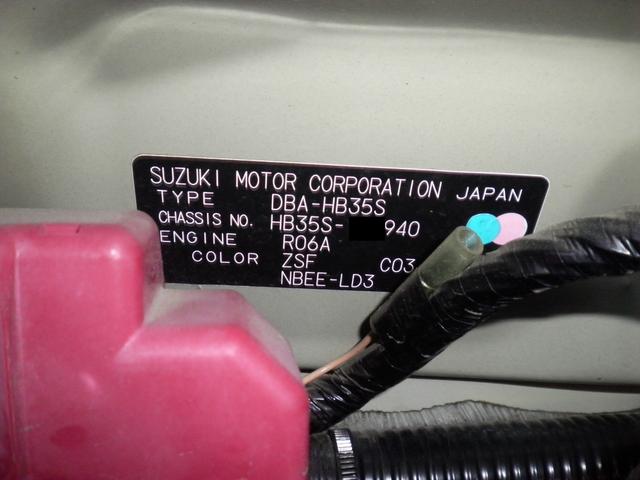 SUZUKI MOTOR CORPORATION JAPAN
TYPE DBA-HB35S
CHASSIS NO. HB35S- 940
ENGINE R06A
COLOR ZSF C03
NBEE-LD3